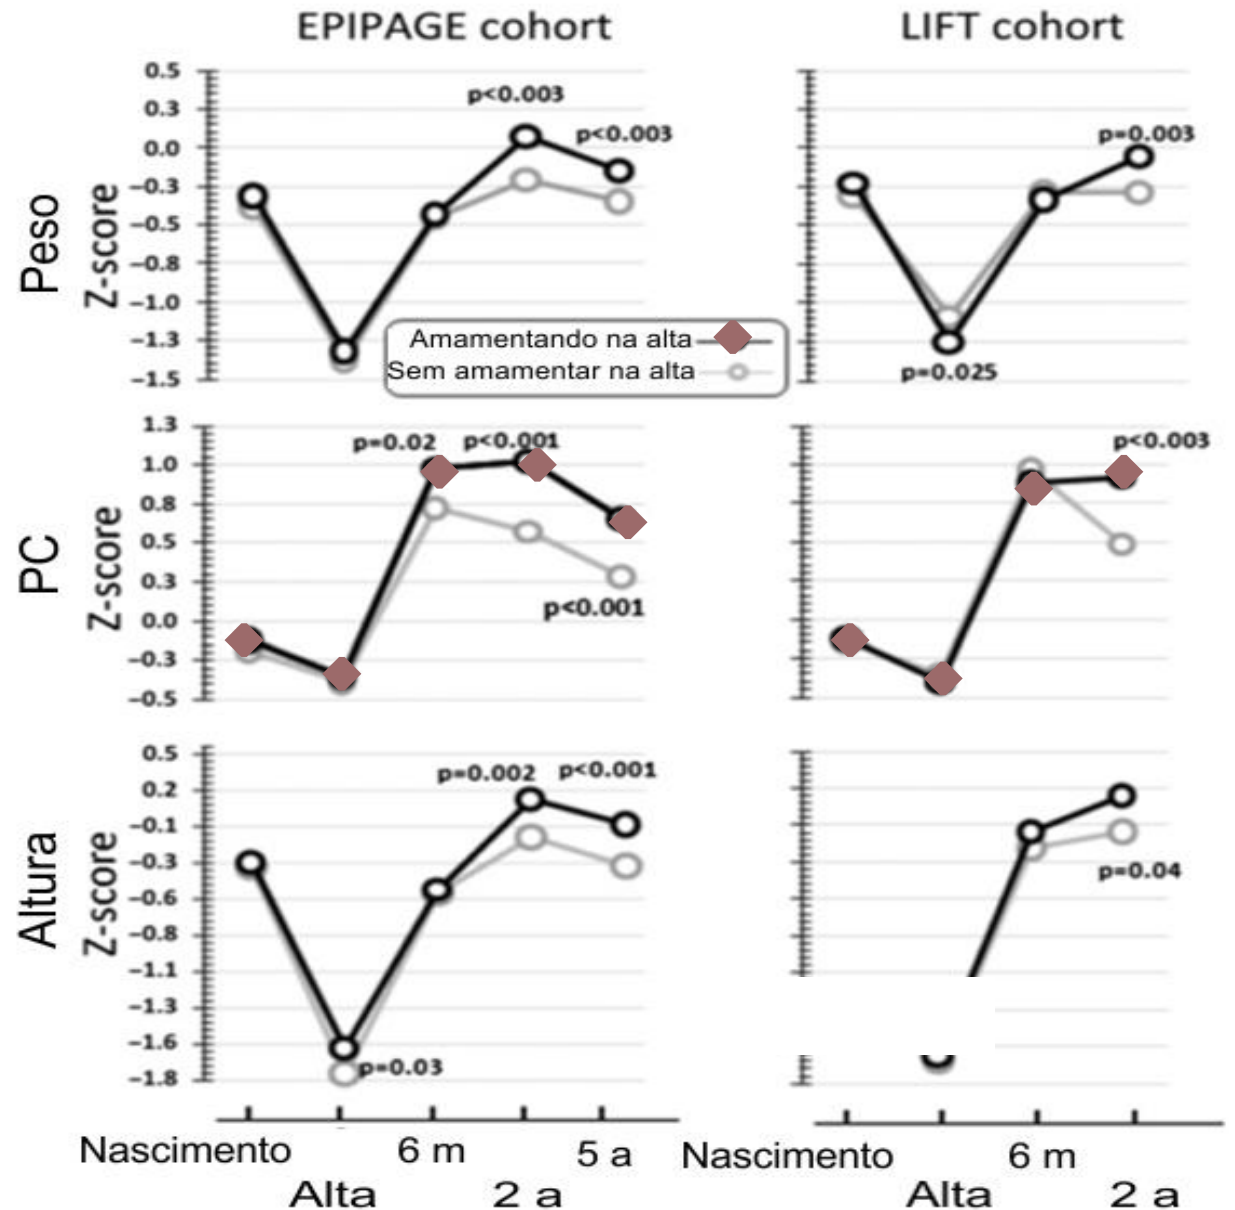 EPIPAGE cohort
LIFT cohort
Peso
Z-score
0.5
0.3
0.0
−0.3
−0.5
−0.8
−1.0
−1.3
−1.5
p<0.003
p<0.003
p=0.003
p=0.025
Amamentando na alta
Sem amamentar na alta
PC
Z-score
1.3
1.0
0.8
0.5
0.3
0.0
−0.3
−0.5
p=0.02
p<0.001
p<0.001
p<0.003
Altura
Z-score
0.5
0.2
−0.1
−0.3
−0.6
−0.8
−1.1
−1.3
−1.6
−1.8
p=0.002
p<0.001
p=0.03
p=0.04
Nascimento
Alta
6 m
2 a
5 a
Nascimento
Alta
6 m
2 a